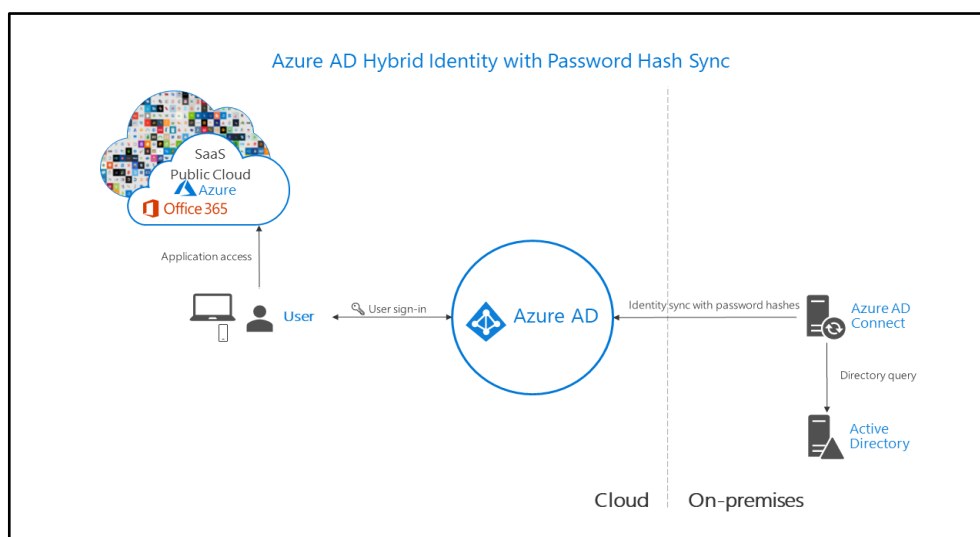 Azure AD Hybrid Identity with Password Hash Sync
SaaS
Public Cloud
Azure
Office 365
Application access
User
User sign-in
Azure AD
Identity sync with password hashes
Azure AD
Connect
Directory query
Active
Directory
Cloud
On-premises